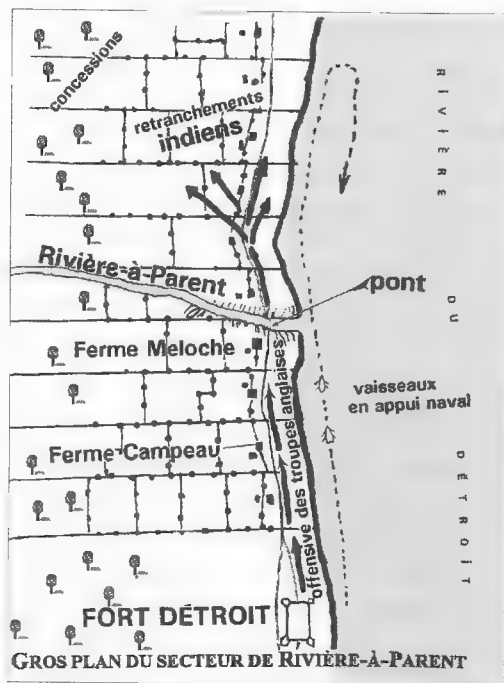 concessions
retranchements
indiens
RIVIÈRE
DU
DÉTROIT
Rivière-à-Parent
pont
Ferme Meloche
vaisseaux
en appui naval
Ferme Campeau
offensive des troupes anglaises
FORT DÉTROIT
GROS PLAN DU SECTEUR DE RIVIÈRE-À-PARENT